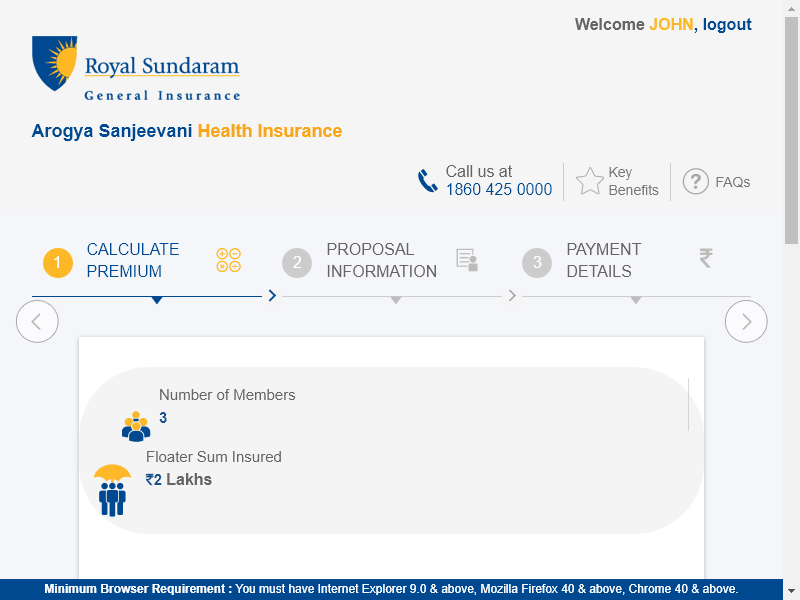 Welcome JOHN, logout
Royal Sundaram
General Insurance
Arogya Sanjeevani Health Insurance
Call us at
1860 425 0000
Key
Benefits
? FAQs
1 CALCULATE
PREMIUM
2 PROPOSAL
INFORMATION
3 PAYMENT
DETAILS
₹
Number of Members
3
Floater Sum Insured
₹2 Lakhs
Minimum Browser Requirement : You must have Internet Explorer 9.0 & above, Mozilla Firefox 40 & above, Chrome 40 & above.